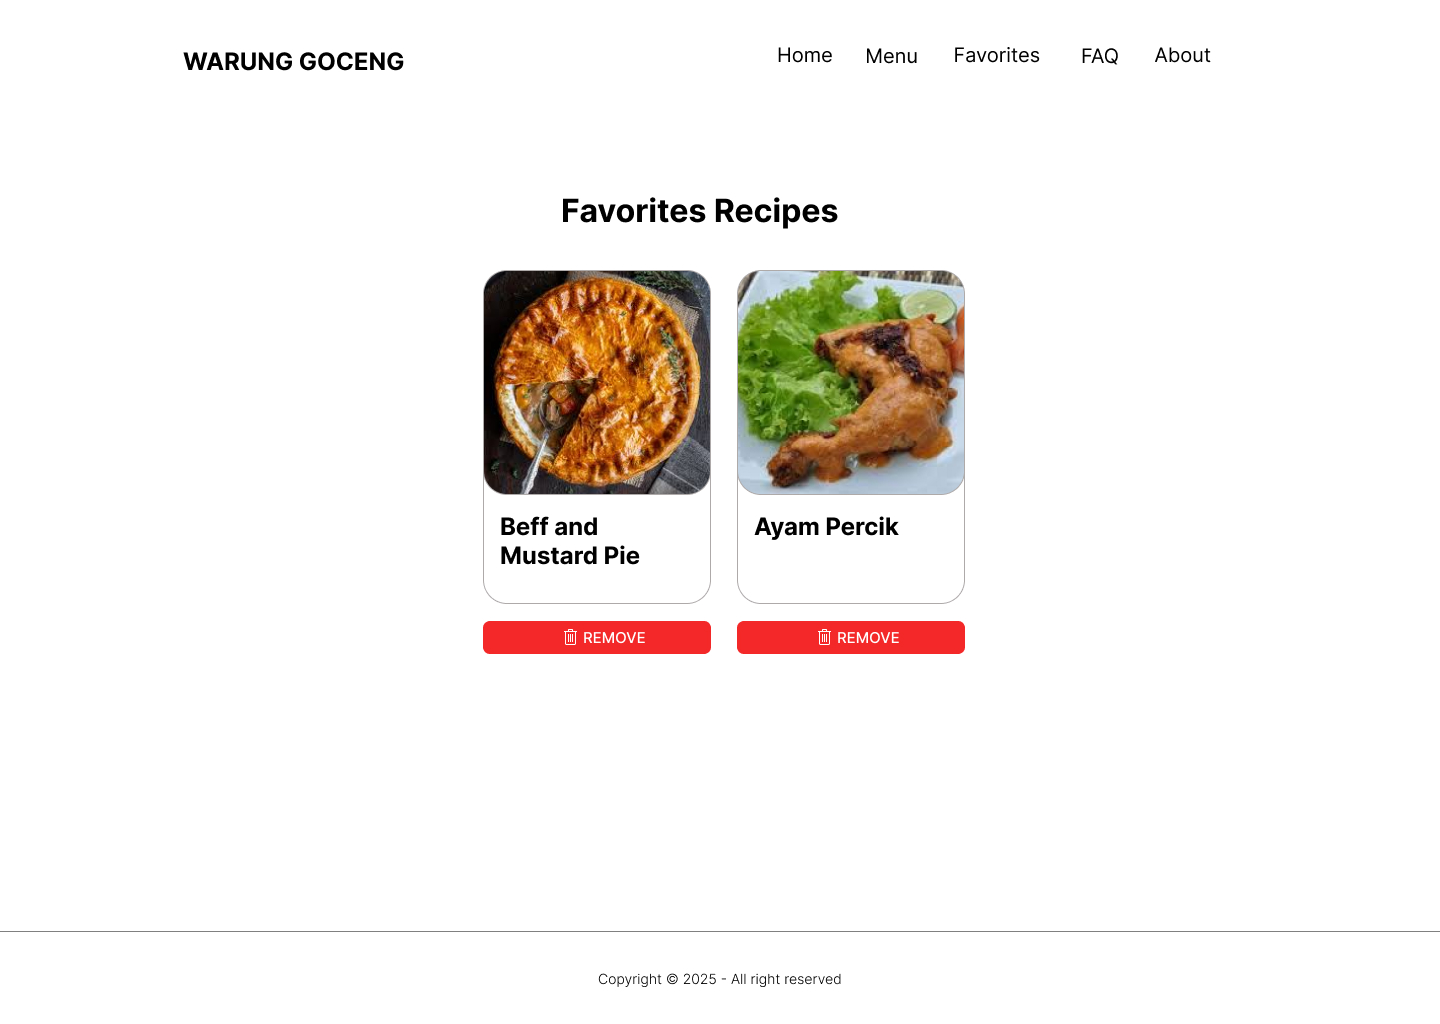 WARUNG GOCENG
Home Menu Favorites FAQ About
Favorites Recipes
Beff and
Mustard Pie
Ayam Percik
REMOVE
REMOVE
Copyright © 2025 - All right reserved